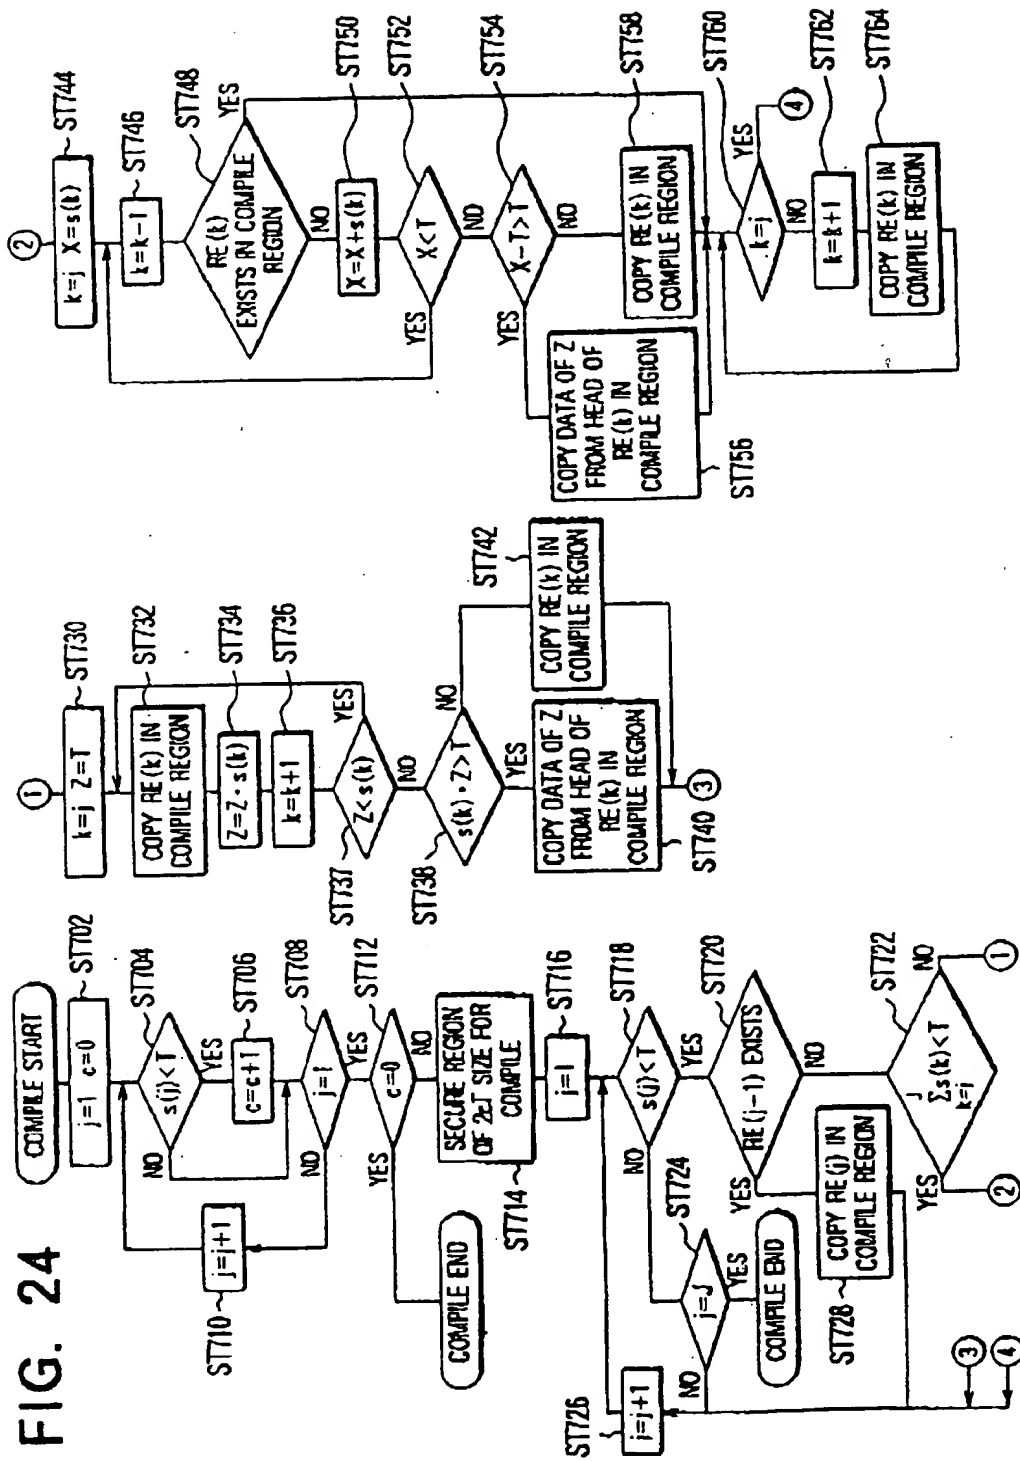 FIG. 24
COMPILE START
j=1 c=0
ST702
s(j)<T
ST704
NO
YES
c=c+1
ST706
j=J
ST708
NO
YES
j=j+1
ST710
c=0
ST712
YES
NO
COMPILE END
SECURE REGION
OF 2cT SIZE FOR
COMPILE
ST714
j=1
ST716
s(j)<T
ST718
NO
YES
RE(j-1) EXISTS
ST720
YES
NO
j
Σs(k)<T
k=j
ST722
NO
1
YES
2
j=J
ST724
NO
YES
COMPILE END
j=j+1
ST726
COPY RE(j) IN
COMPILE REGION
ST728
3
4
1
k=j Z=T
ST730
COPY RE(k) IN
COMPILE REGION
ST732
Z=Z-s(k)
ST734
k=k+1
ST736
Z<s(k)
ST737
YES
NO
s(k)-Z>T
ST738
NO
YES
COPY DATA OF Z
FROM HEAD OF
RE(k) IN
COMPILE REGION
ST740
COPY RE(k) IN
COMPILE REGION
ST742
3
2
k=j X=s(k)
ST744
k=k-1
ST746
RE(k)
EXISTS IN COMPILE
REGION
ST748
YES
NO
X=X+s(k)
ST750
X<T
ST752
YES
NO
X-T>T
ST754
YES
NO
COPY DATA OF Z
FROM HEAD OF
RE(k) IN
COMPILE REGION
ST756
COPY RE(k) IN
COMPILE REGION
ST758
k=j
ST760
YES
4
NO
k=k+1
ST762
COPY RE(k) IN
COMPILE REGION
ST764